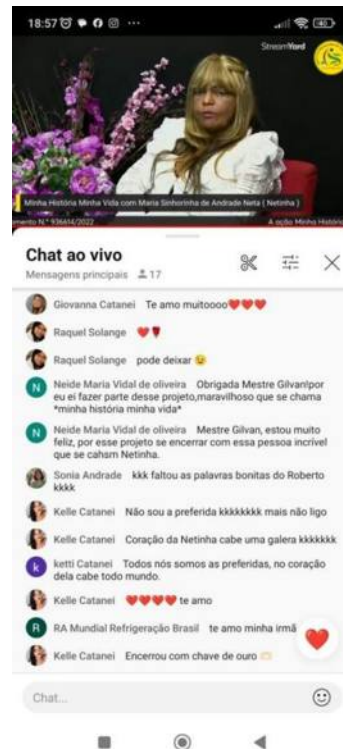 18:57
40
StreamYard
Minha História Minha Vida com Maria Sinhorinha de Andrade Neta ( Netinha )
mento N.º 936614/2022
A ação Minha História
Chat ao vivo
Mensagens principais 17
Giovanna Catanei Te amo muitoooo❤️❤️❤️
Raquel Solange ❤️🌹
Raquel Solange pode deixar 😉
N
Neide Maria Vidal de oliveira Obrigada Mestre Gilvan!por
eu ei fazer parte desse projeto,maravilhoso que se chama
*minha história minha vida*
N
Neide Maria Vidal de oliveira Mestre Gilvan, estou muito
feliz, por esse projeto se encerrar com essa pessoa incrível
que se cahsm Netinha.
Sonia Andrade kkk faltou as palavras bonitas do Roberto
kkkk
Kelle Catanei Não sou a preferida kkkkkkkk mais não ligo
Kelle Catanei Coração da Netinha cabe uma galera kkkkkkk
k
ketti Catanei Todos nós somos as preferidas, no coração
dela cabe todo mundo.
Kelle Catanei ❤️❤️❤️❤️ te amo
R
RA Mundial Refrigeração Brasil te amo minha irmã
Kelle Catanei Encerrou com chave de ouro
Chat...